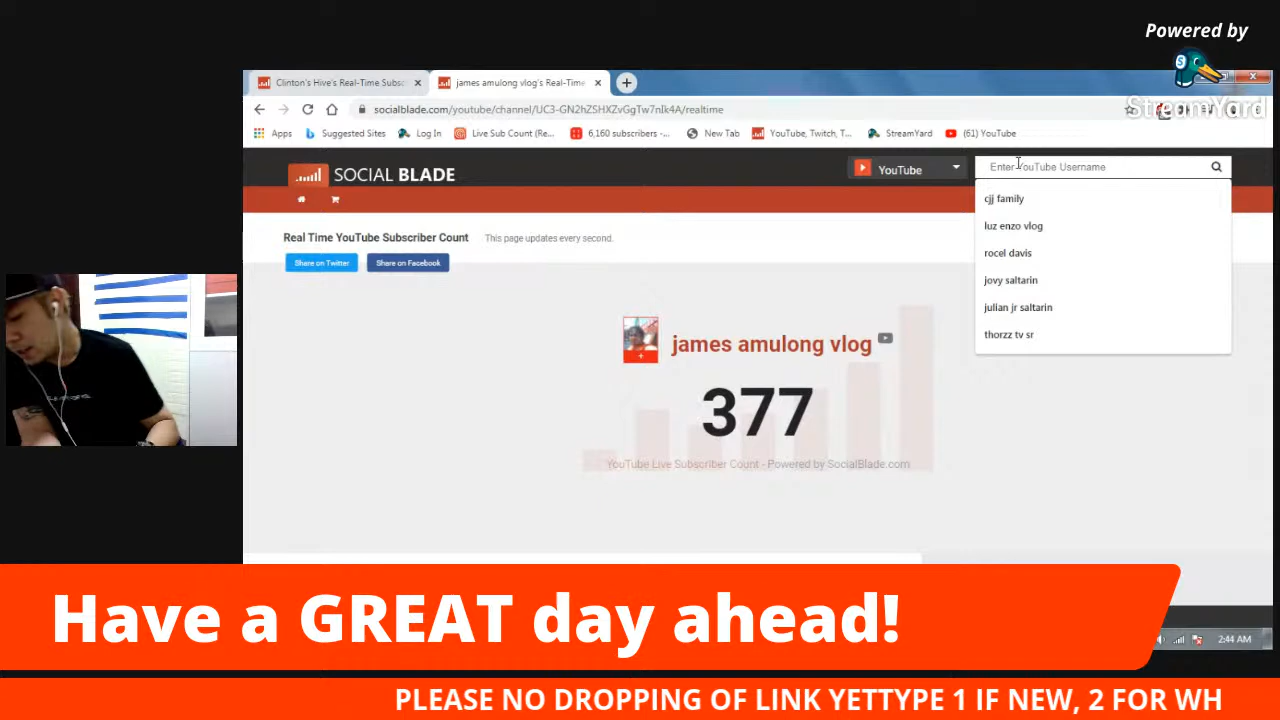 Powered by
StreamYard
Clinton's Hive's Real-Time Subsc
james amulong vlog's Real-Time
socialblade.com/youtube/channel/UC3-GN2hZSHXZvGgTw7nIk4A/realtime
Apps
Suggested Sites
Log In
Live Sub Count (Re...
6,160 subscribers -...
New Tab
YouTube, Twitch, T...
StreamYard
(61) YouTube
SOCIAL BLADE
YouTube
Enter YouTube Username
cjj family
luz enzo vlog
rocel davis
jovy saltarin
julian jr saltarin
thorzz tv sr
Real Time YouTube Subscriber Count
This page updates every second.
Share on Twitter
Share on Facebook
james amulong vlog
377
YouTube Live Subscriber Count - Powered by SocialBlade.com
2:44 AM
Have a GREAT day ahead!
PLEASE NO DROPPING OF LINK YETTYPE 1 IF NEW, 2 FOR WH